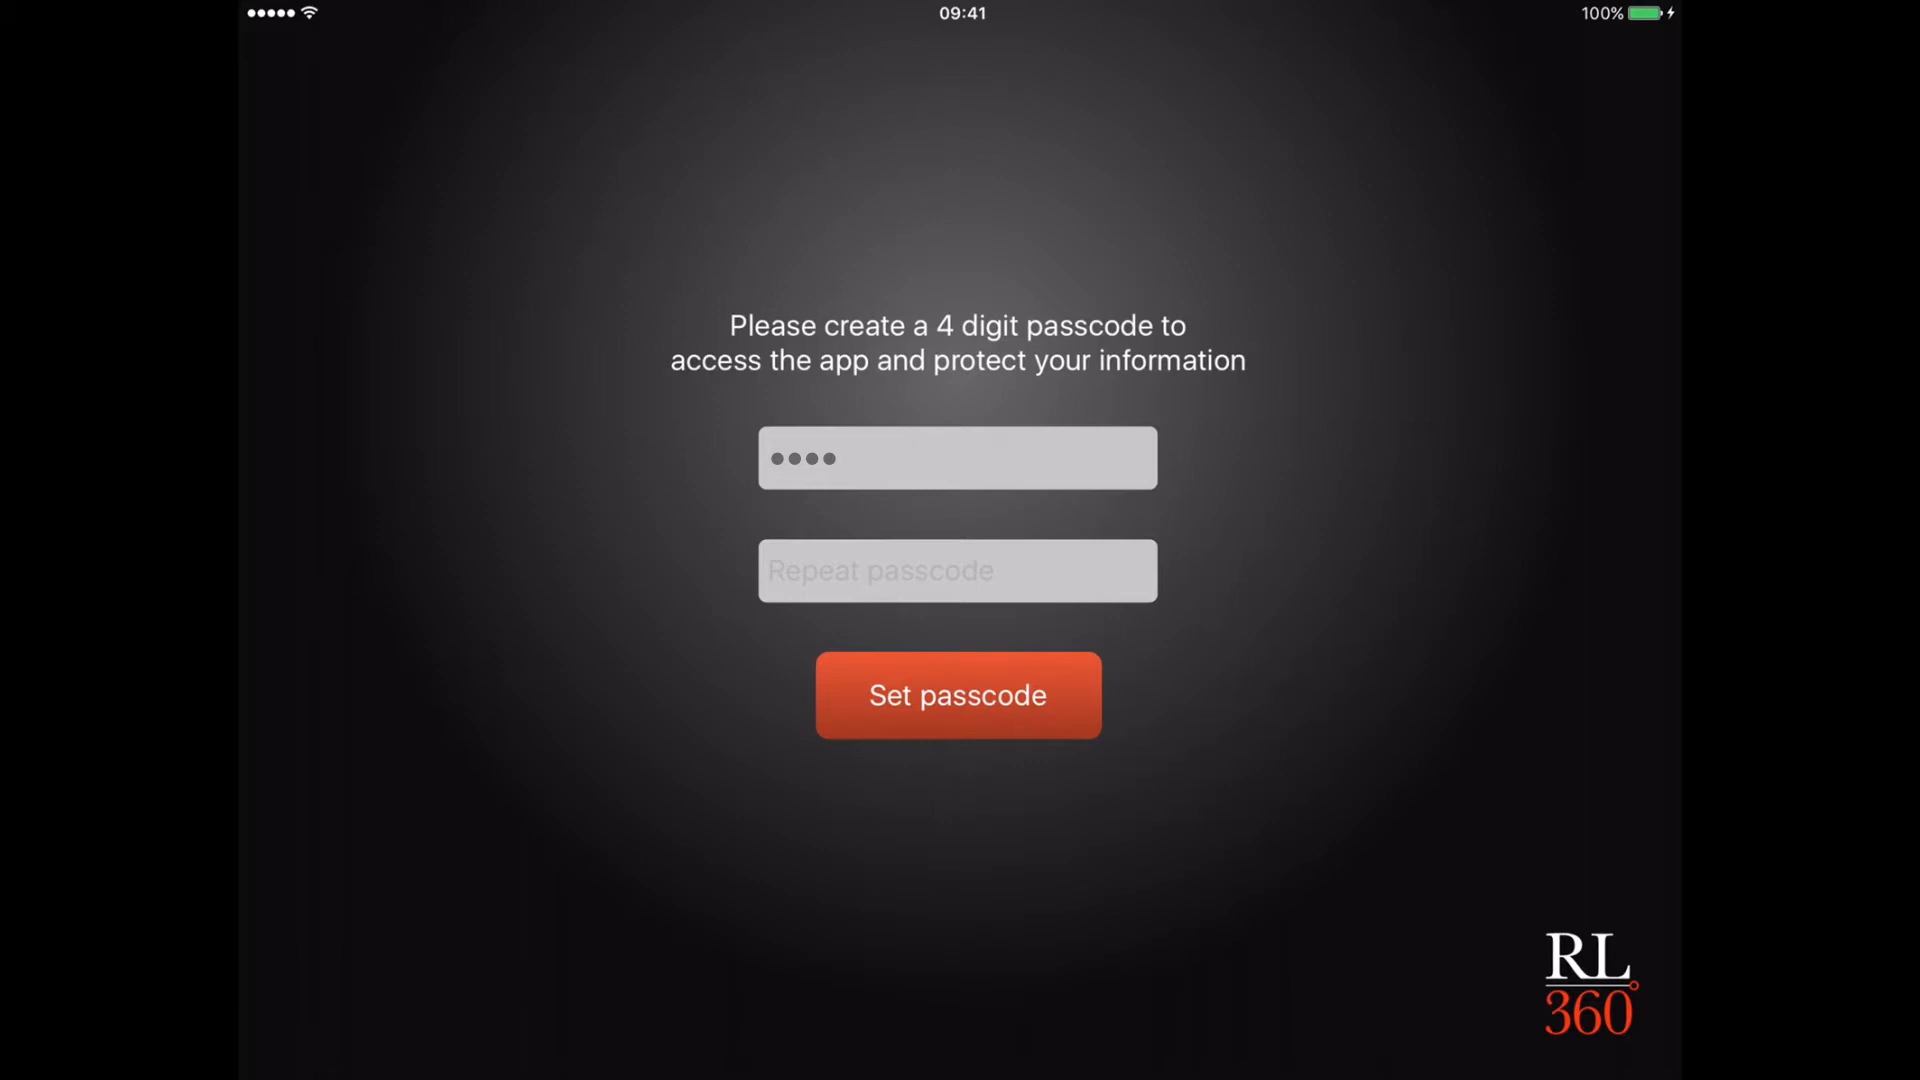 09:41
100%
Please create a 4 digit passcode to
access the app and protect your information
••••
Repeat passcode
Set passcode
RL
360°